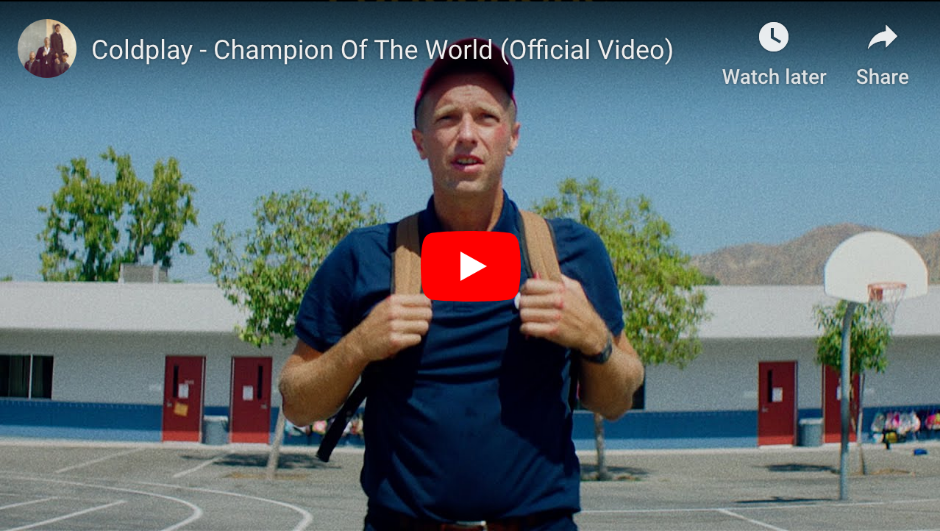 Coldplay - Champion Of The World (Official Video)
Watch later
Share